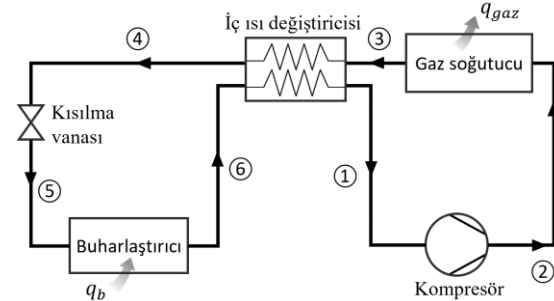 q_gaz
④
İç ısı değiştiricisi
③
Gaz soğutucu
Kısılma
vanası
⑤
⑥
①
Buharlaştırıcı
q_b
Kompresör
②